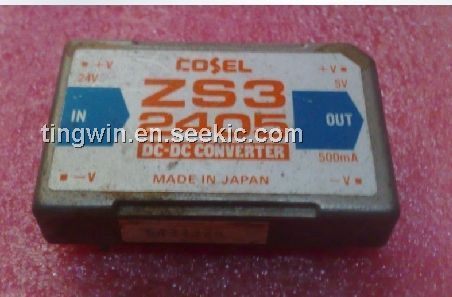 COSEL
+V
24V
+V
5V
ZS3
2405
IN
OUT
DC-DC CONVERTER
500mA
-V
-V
MADE IN JAPAN
tingwin.en.seekic.com